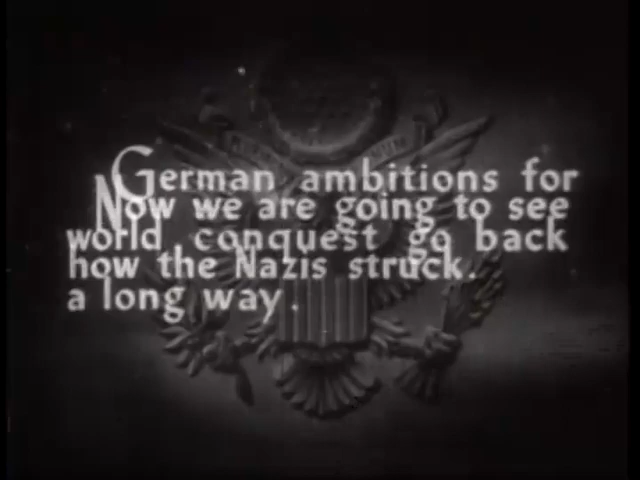 German ambitions for
Now we are going to see
world conquest go back
how the Nazis struck.
a long way.